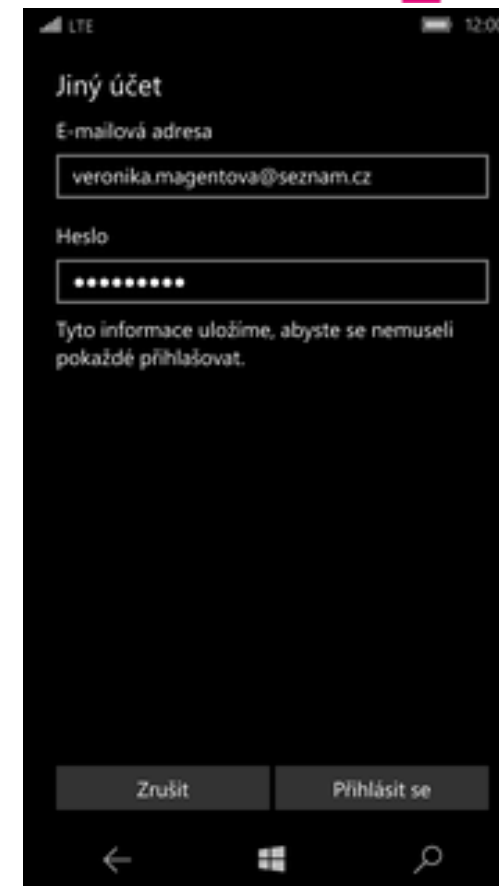 LTE 12:00
Jiný účet
E-mailová adresa
veronika.magentova@seznam.cz
Heslo
•••••••••
Tyto informace uložíme, abyste se nemuseli
pokaždé přihlašovat.
Zrušit Přihlásit se